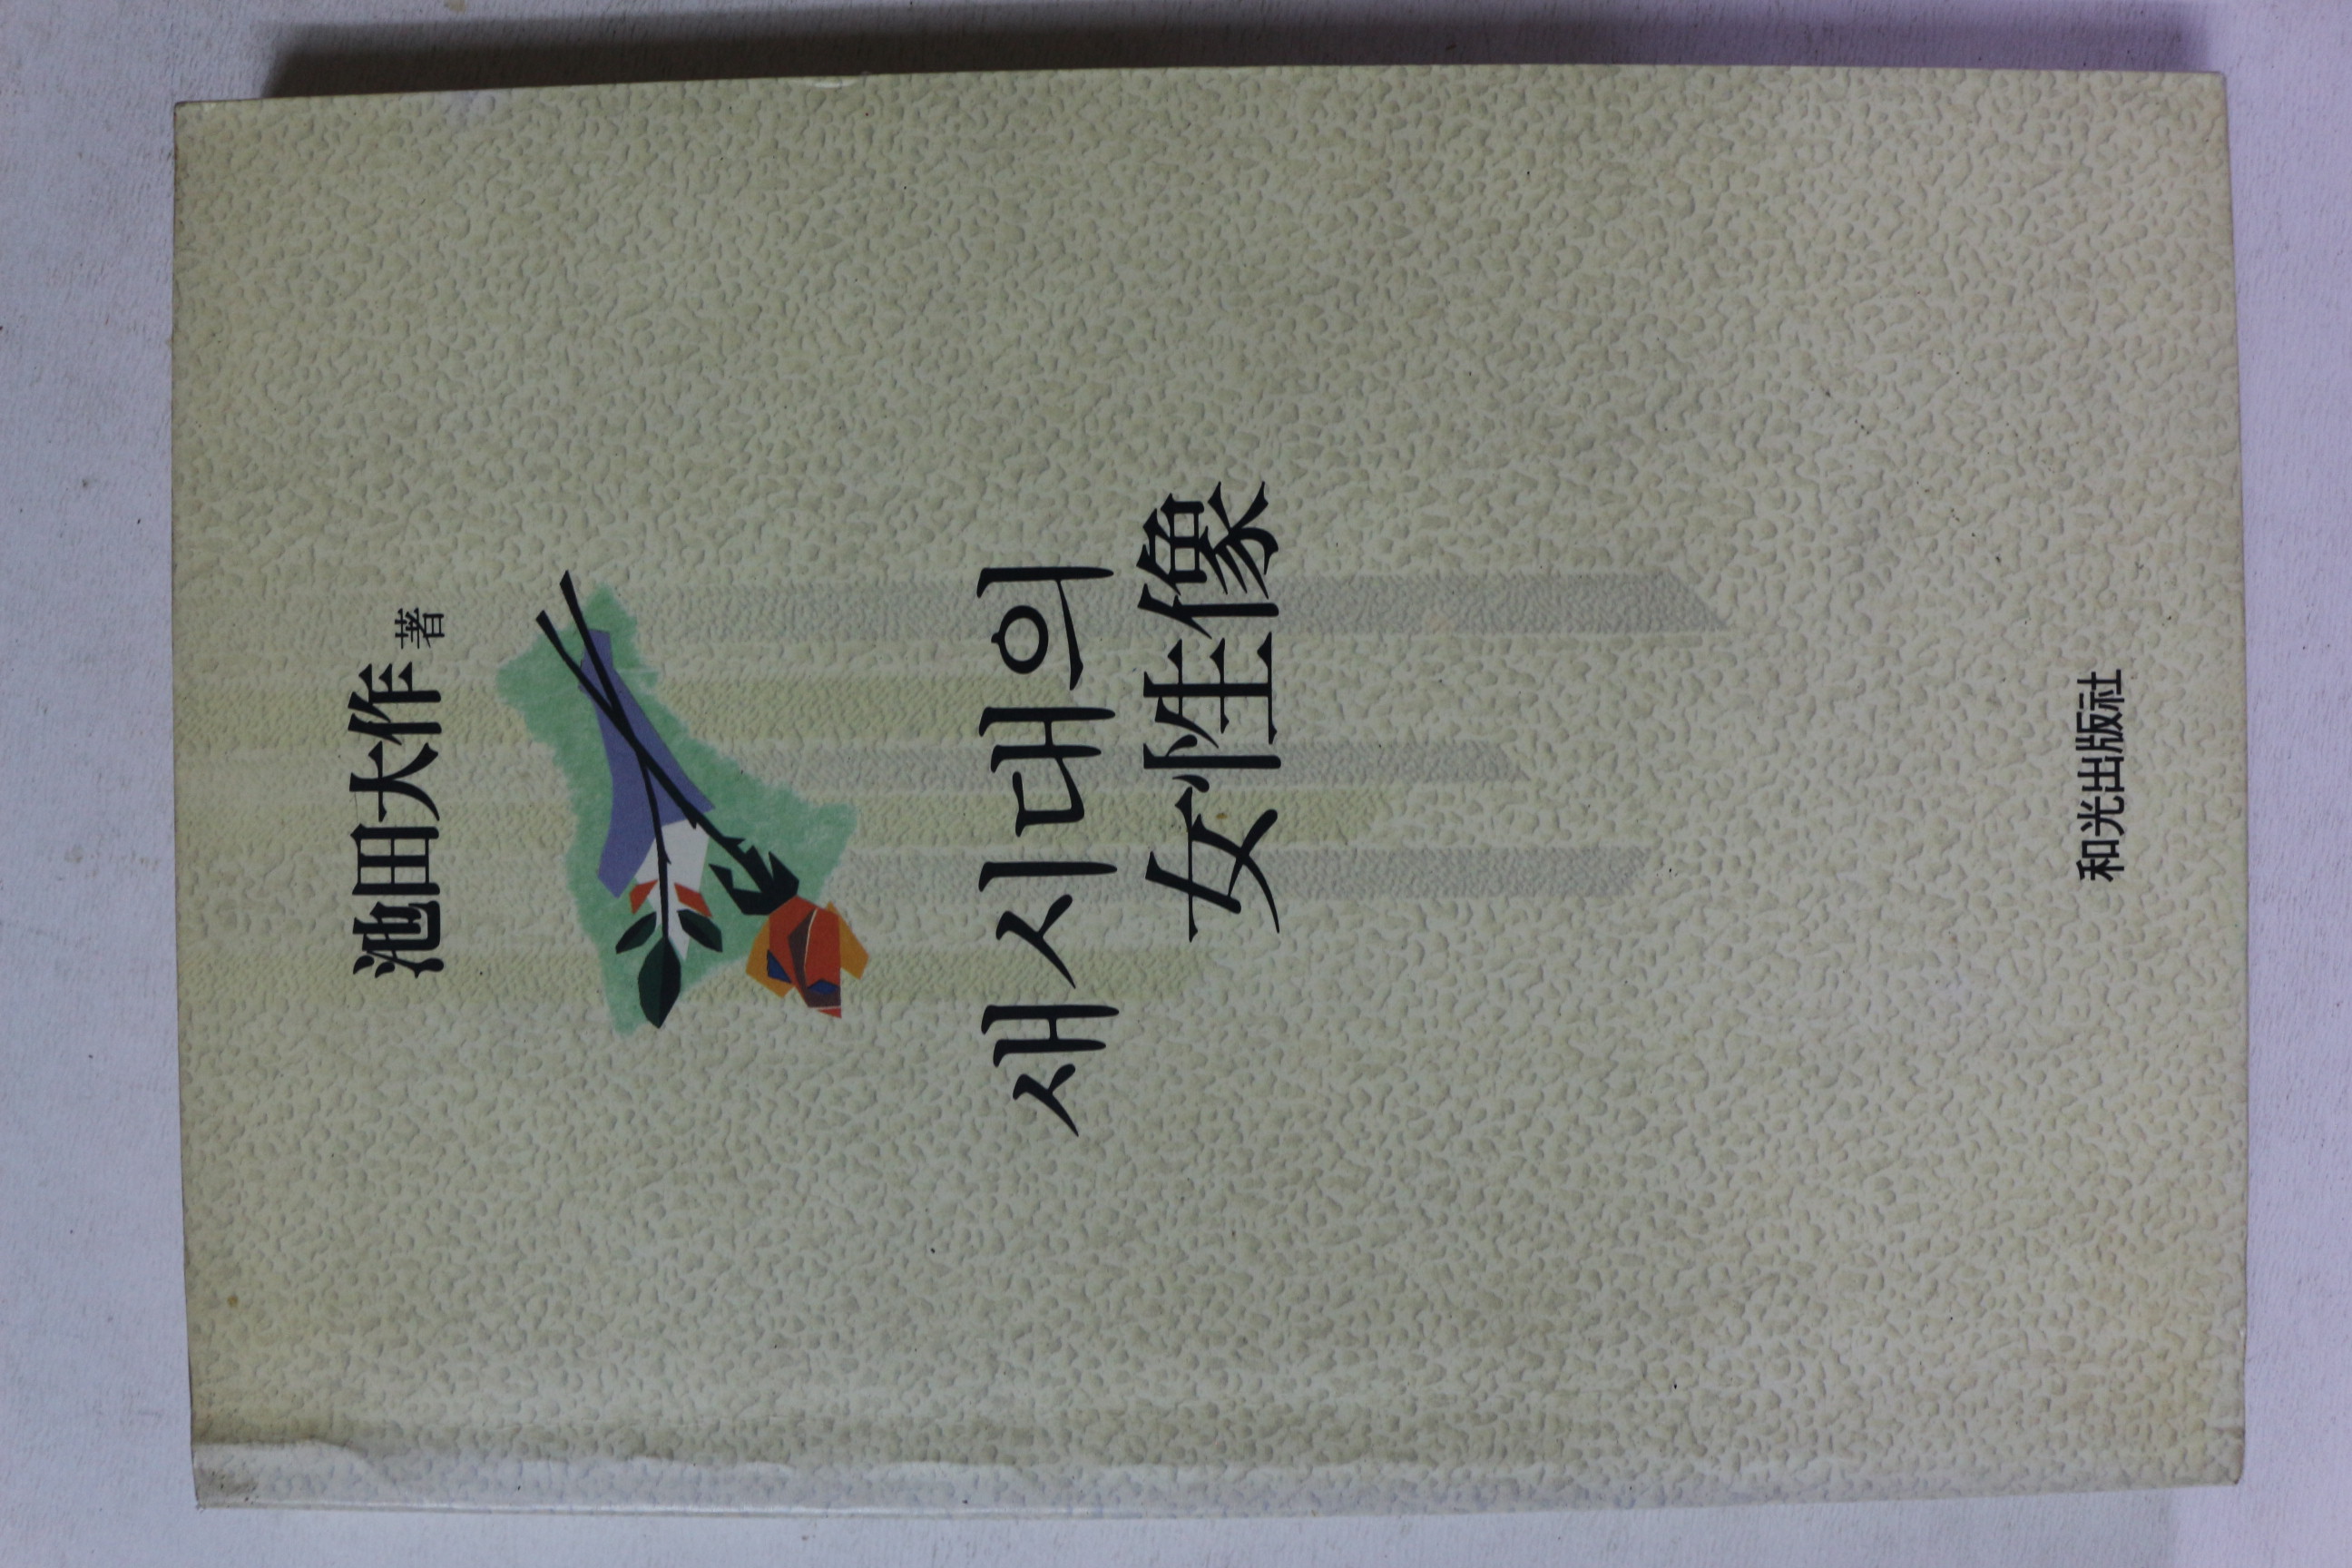 池田大作 著
새시대의
女性像
和光出版社